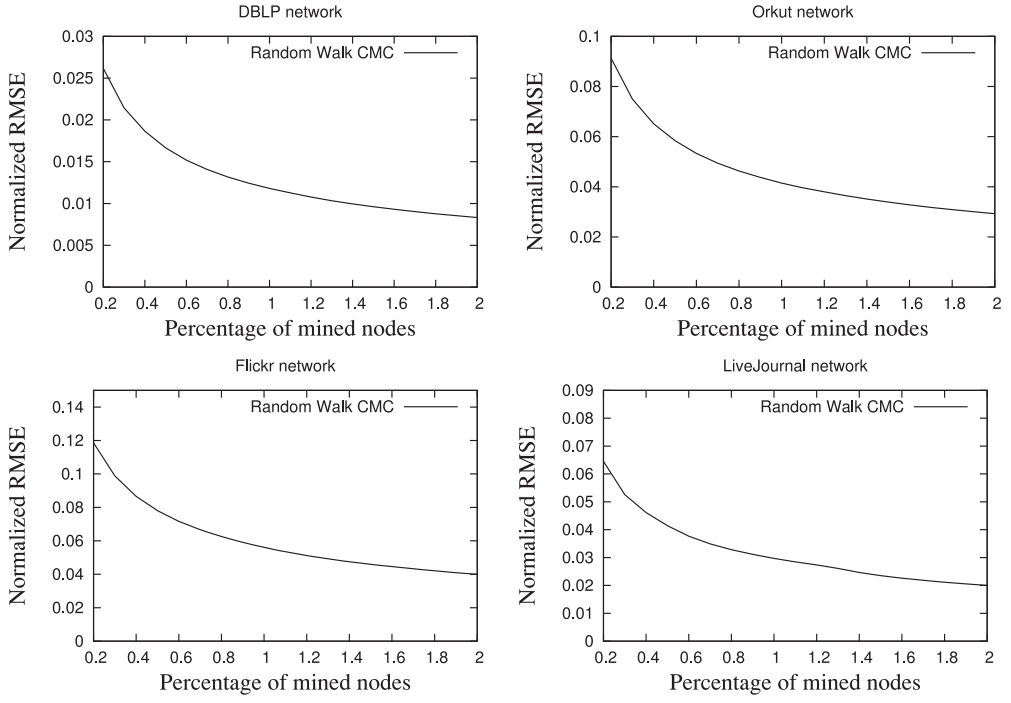 DBLP network
Normalized RMSE
0.03
0.025
0.02
0.015
0.01
0.005
0
Random Walk CMC
0.2 0.4 0.6 0.8 1 1.2 1.4 1.6 1.8 2
Percentage of mined nodes
Orkut network
Normalized RMSE
0.1
0.08
0.06
0.04
0.02
0
Random Walk CMC
0.2 0.4 0.6 0.8 1 1.2 1.4 1.6 1.8 2
Percentage of mined nodes
Flickr network
Normalized RMSE
0.14
0.12
0.1
0.08
0.06
0.04
0.02
0
Random Walk CMC
0.2 0.4 0.6 0.8 1 1.2 1.4 1.6 1.8 2
Percentage of mined nodes
LiveJournal network
Normalized RMSE
0.09
0.08
0.07
0.06
0.05
0.04
0.03
0.02
0.01
0
Random Walk CMC
0.2 0.4 0.6 0.8 1 1.2 1.4 1.6 1.8 2
Percentage of mined nodes